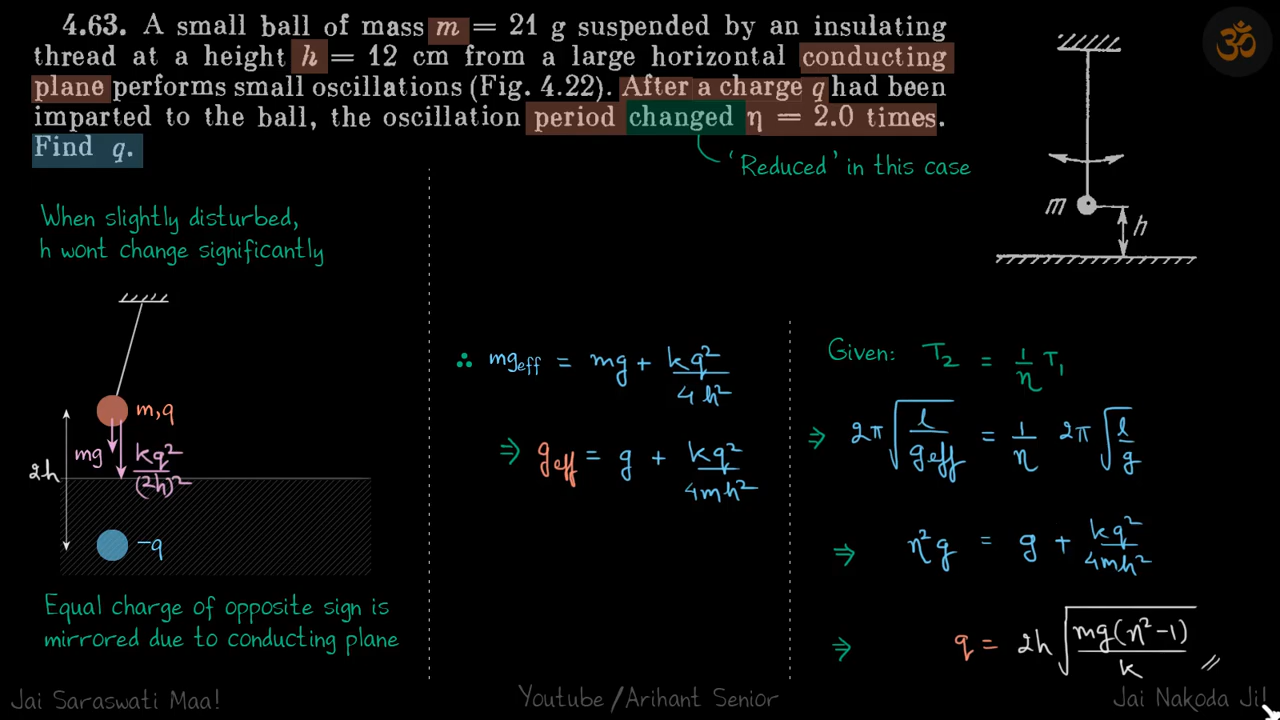 4.63. A small ball of mass m = 21 g suspended by an insulating
thread at a height h = 12 cm from a large horizontal conducting
plane performs small oscillations (Fig. 4.22). After a charge q had been
imparted to the ball, the oscillation period changed η = 2.0 times.
Find q.
'Reduced' in this case
ॐ
m
h
When slightly disturbed,
h wont change significantly
m,q
mg
kq²/(2h)²
2h
-q
Equal charge of opposite sign is
mirrored due to conducting plane
∴ mg_eff = mg + kq²/4h²
⇒ g_eff = g + kq²/4mh²
Given: T₂ = 1/η T₁
⇒ 2π√(l/g_eff) = 1/η 2π√(l/g)
⇒ η²g = g + kq²/4mh²
⇒ q = 2h√(mg(η²-1)/k) //
Jai Saraswati Maa!
Youtube /Arihant Senior
Jai Nakoda Ji!